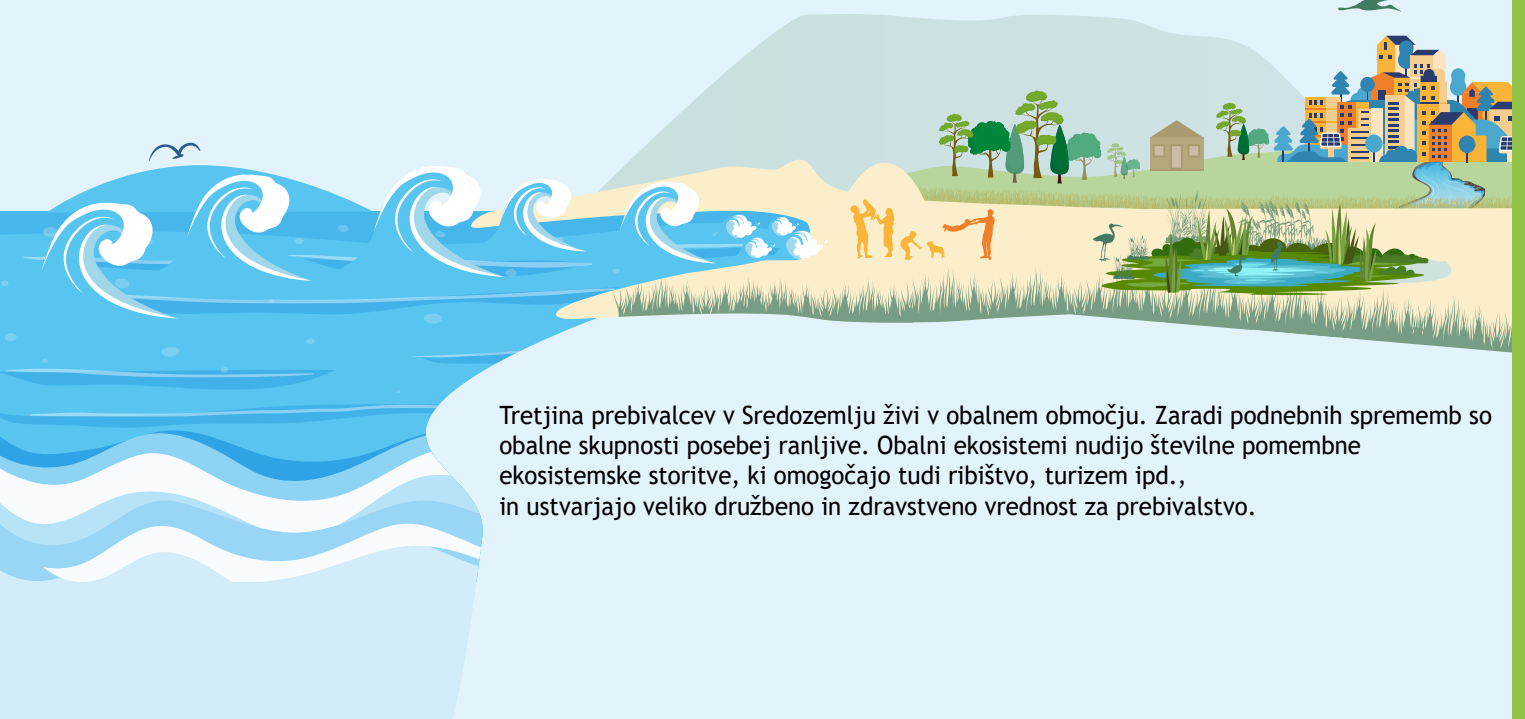 Tretjina prebivalcev v Sredozemlju živi v obalnem območju. Zaradi podnebnih sprememb so
obalne skupnosti posebej ranljive. Obalni ekosistemi nudijo številne pomembne
ekosistemske storitve, ki omogočajo tudi ribištvo, turizem ipd.,
in ustvarjajo veliko družbeno in zdravstveno vrednost za prebivalstvo.